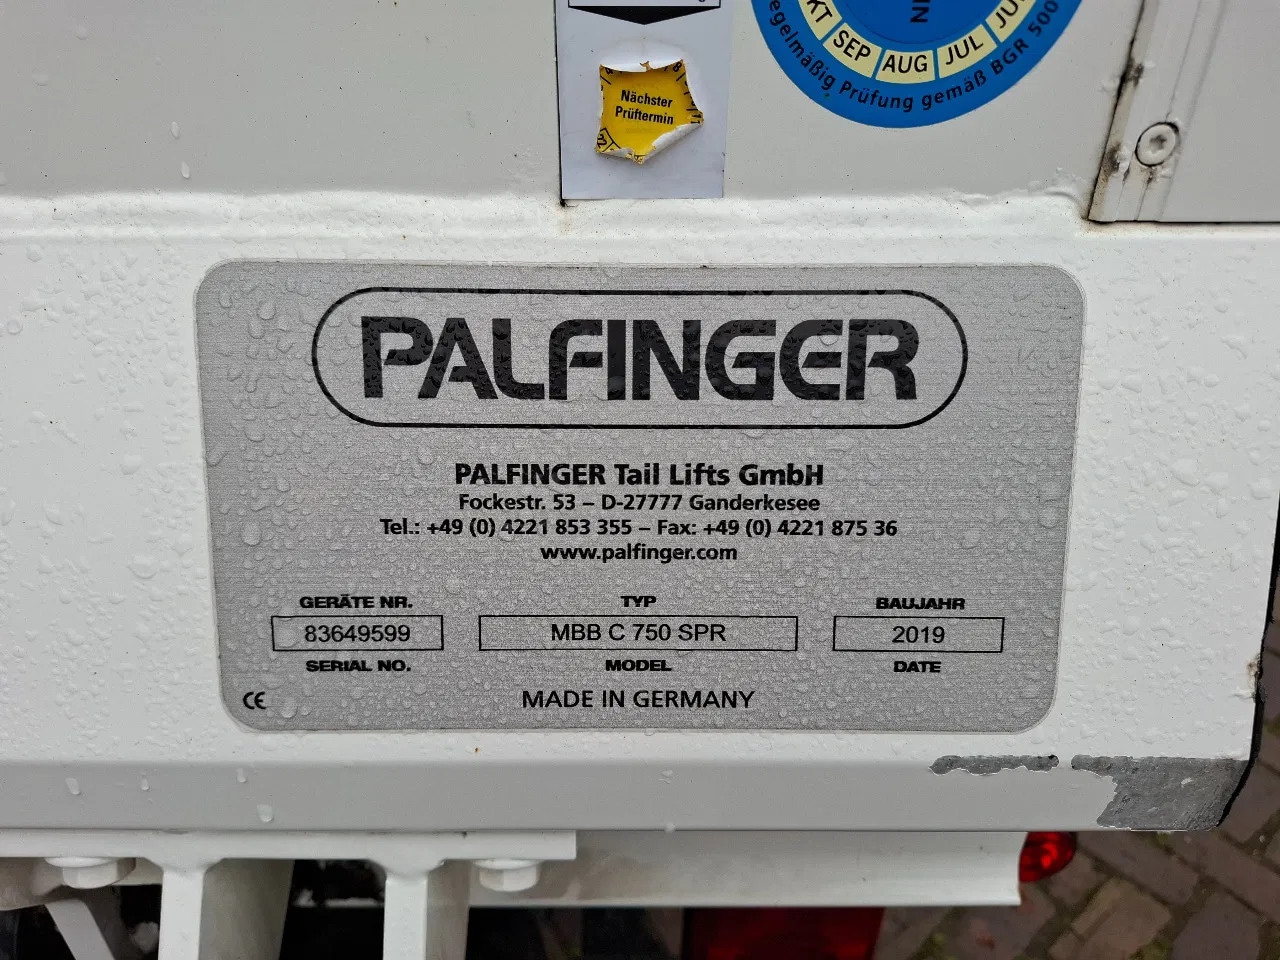 Nächster
Prüftermin
SEP
AUG
JUL
Prüfung gemäß BGR 500
PALFINGER
PALFINGER Tail Lifts GmbH
Fockestr. 53 – D-27777 Ganderkesee
Tel.: +49 (0) 4221 853 355 – Fax: +49 (0) 4221 875 36
www.palfinger.com
GERÄTE NR.
TYP
BAUJAHR
83649599
MBB C 750 SPR
2019
SERIAL NO.
MODEL
DATE
CE
MADE IN GERMANY